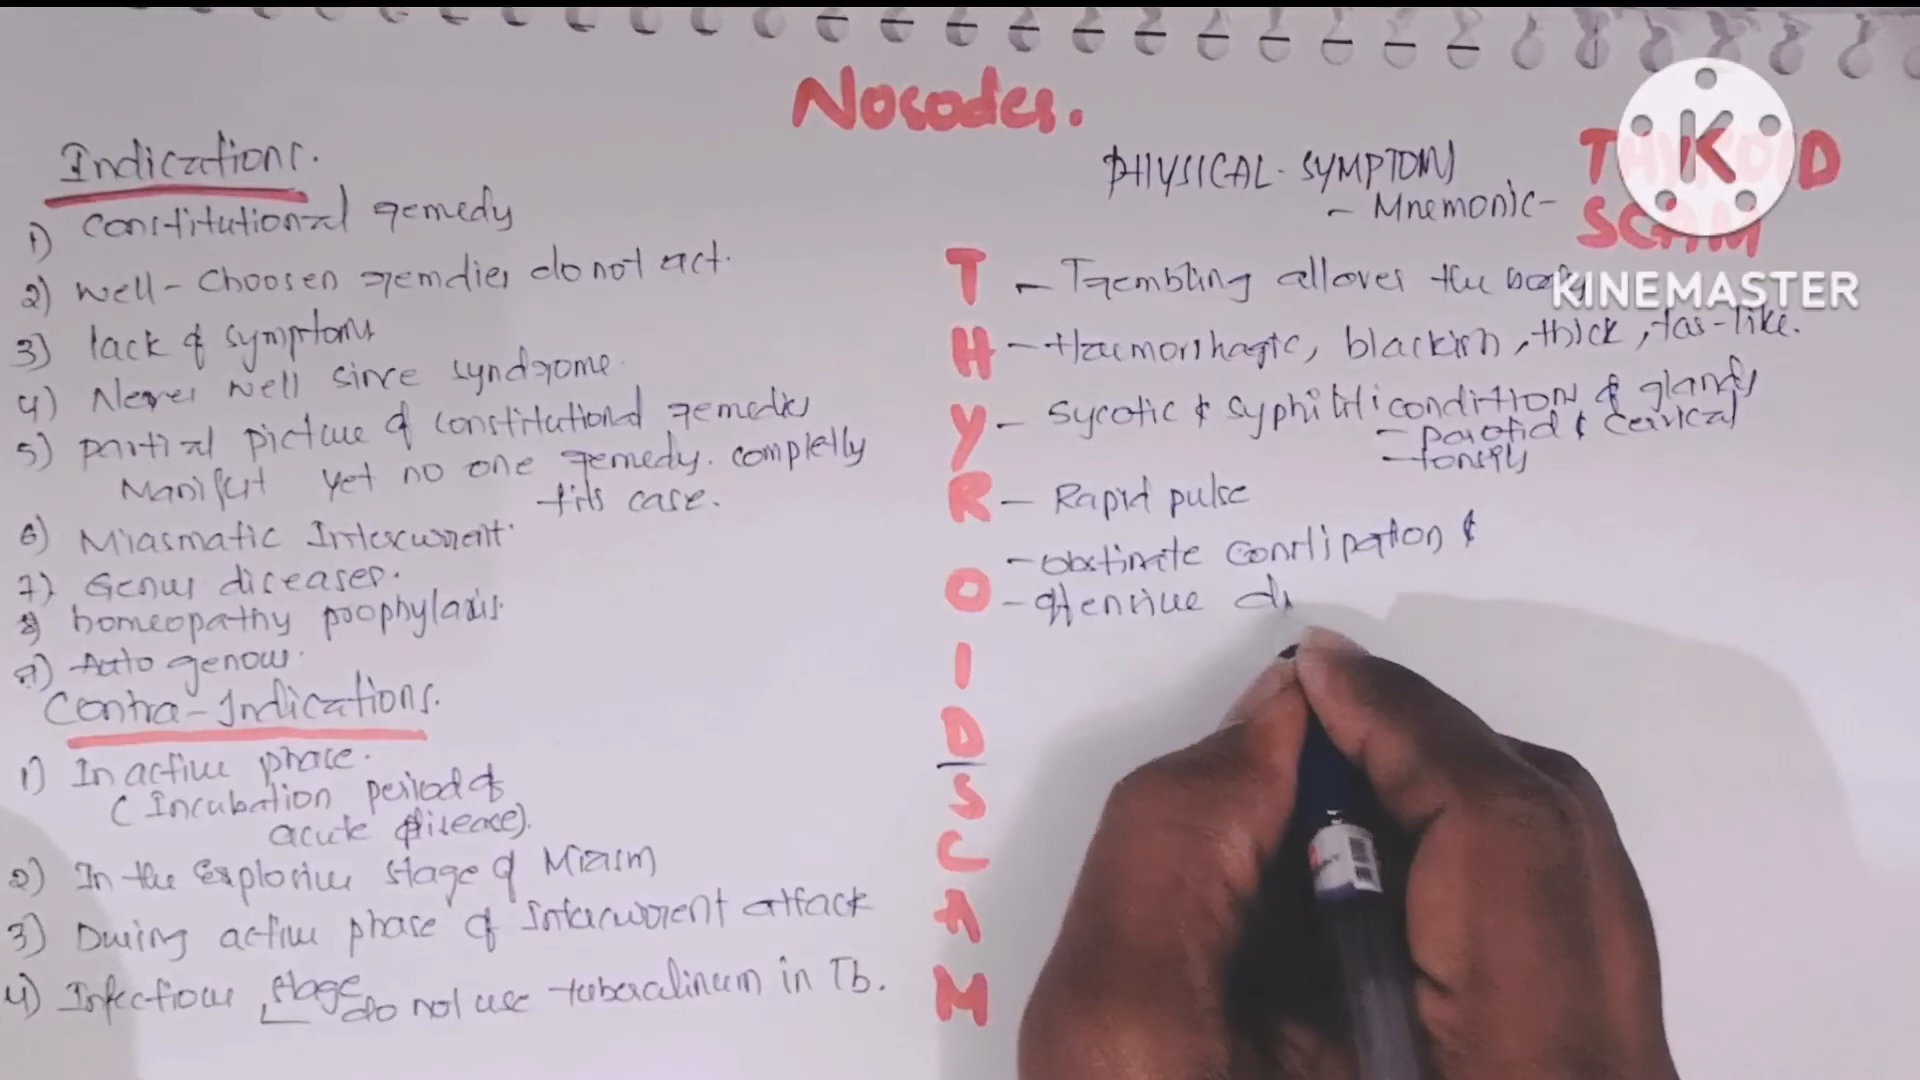 Nosodes.
Indications.
1) Constitutional remedy
2) Well-Choosen remdies do not act.
3) lack of symptoms
4) Never well since syndrome.
5) partial picture of constitutional remedies
Manifest yet no one remedy completly
fits case.
6) Miasmatic Intercurrent.
7) Genus diseases.
8) homeopathy prophylaxis.
9) Auto genous.
Contra-Indications.
1) In active phase.
( Incubation period of
acute disease).
2) In the Explosive stage of Miasm
3) During active phase of Intercurrent attack
4) Infectious stage
do not use tuberculinum in Tb.
PHYSICAL-SYMPTOMS
- Mnemonic-
THYROID
SCAM
K
KINEMASTER
T - Trembling allover the body
H - Haemorrhagic, blackish, thick, tar-like.
Y - Sycotic & Syphilitic condition of glands
- parotid & cervical
- tonsils
R - Rapid pulse
- obstinate constipation &
O - offensive di
I
D
S
C
A
M